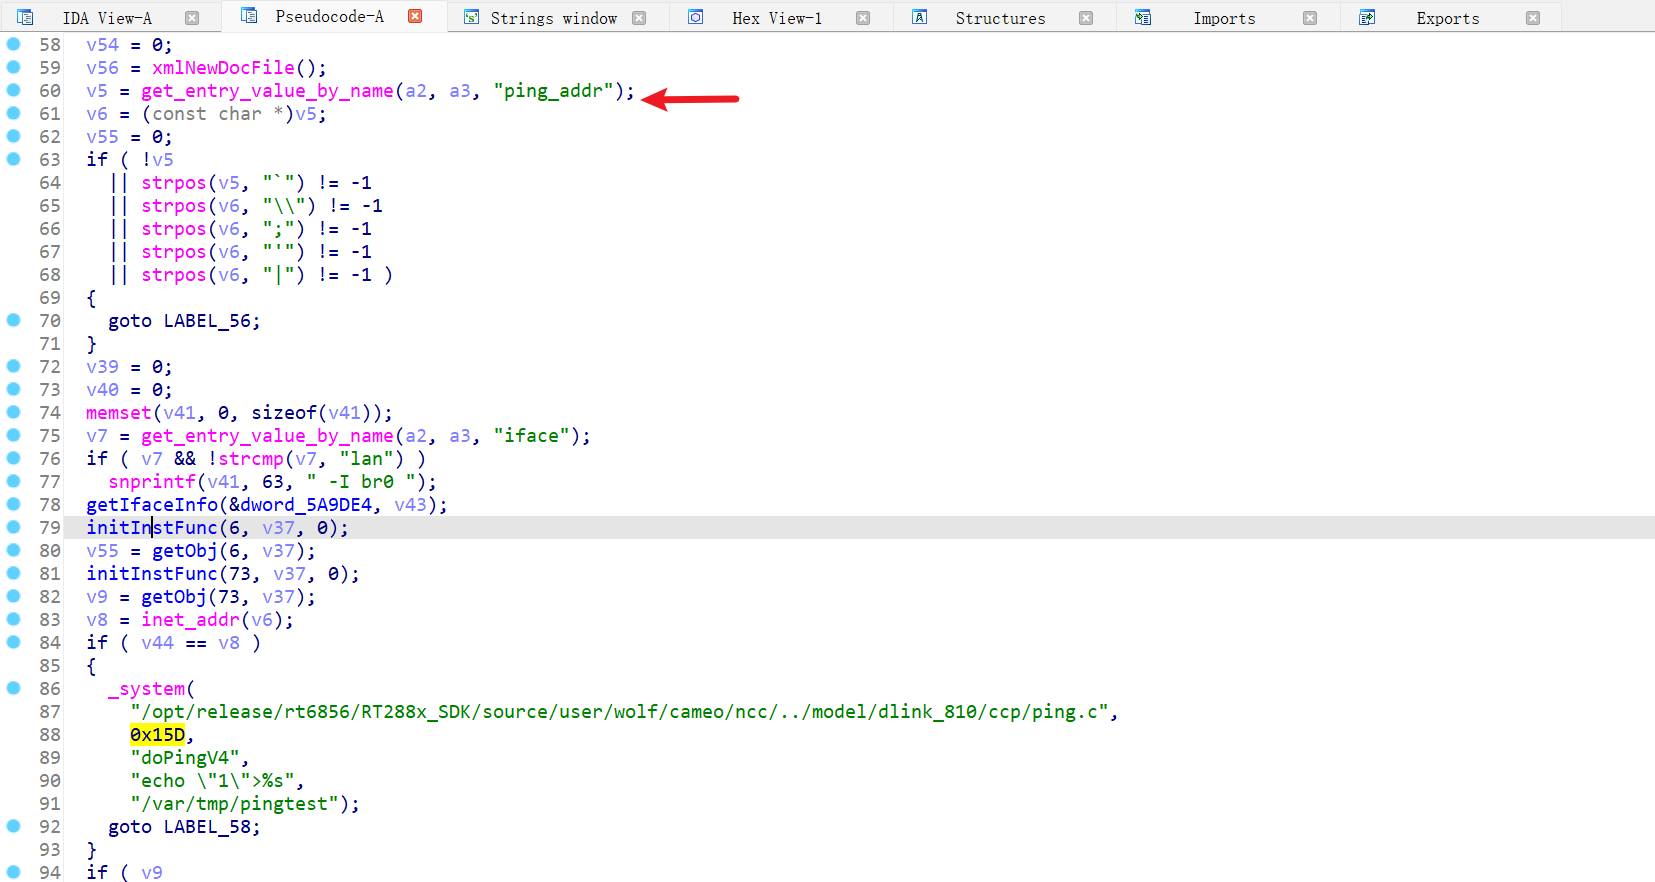 IDA View-A Pseudocode-A Strings window Hex View-1 Structures Imports Exports
58 v54 = 0;
59 v56 = xmlNewDocFile();
60 v5 = get_entry_value_by_name(a2, a3, "ping_addr");
61 v6 = (const char *)v5;
62 v55 = 0;
63 if ( !v5
64 || strpos(v5, "`") != -1
65 || strpos(v6, "\\") != -1
66 || strpos(v6, ";") != -1
67 || strpos(v6, "'") != -1
68 || strpos(v6, "|") != -1 )
69 {
70 goto LABEL_56;
71 }
72 v39 = 0;
73 v40 = 0;
74 memset(v41, 0, sizeof(v41));
75 v7 = get_entry_value_by_name(a2, a3, "iface");
76 if ( v7 && !strcmp(v7, "lan") )
77 snprintf(v41, 63, " -I br0 ");
78 getIfaceInfo(&dword_5A9DE4, v43);
79 initInstFunc(6, v37, 0);
80 v55 = getObj(6, v37);
81 initInstFunc(73, v37, 0);
82 v9 = getObj(73, v37);
83 v8 = inet_addr(v6);
84 if ( v44 == v8 )
85 {
86 _system(
87 "/opt/release/rt6856/RT288x_SDK/source/user/wolf/cameo/ncc/../model/dlink_810/ccp/ping.c",
88 0x15D,
89 "doPingV4",
90 "echo \"1\">%s",
91 "/var/tmp/pingtest");
92 goto LABEL_58;
93 }
94 if ( v9